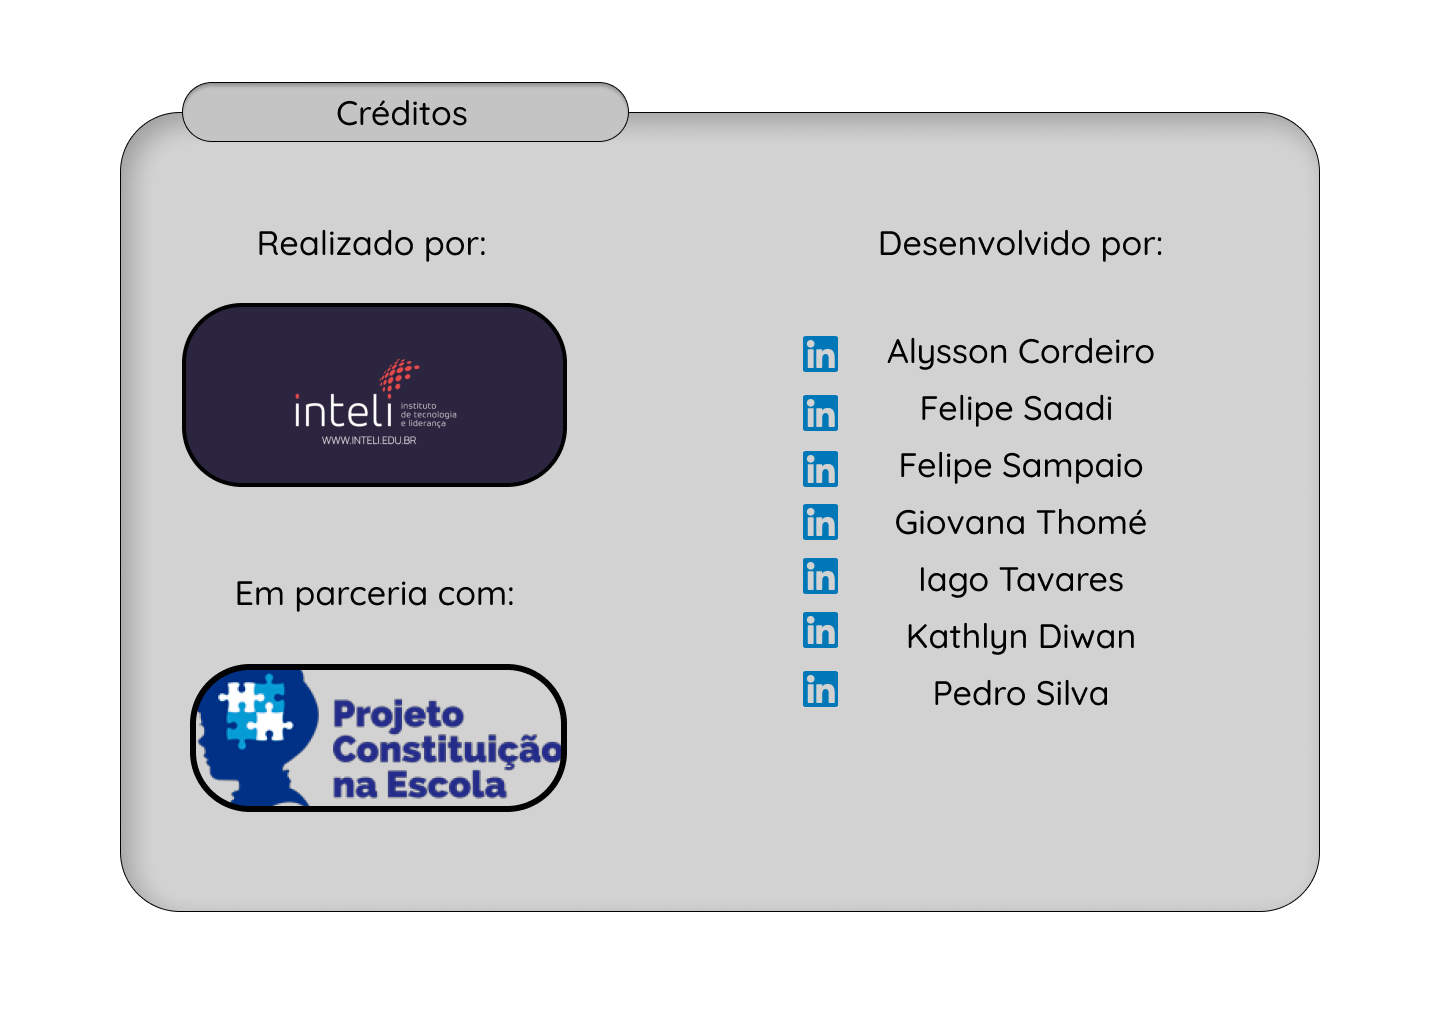 Créditos
Realizado por:
inteli
instituto
de tecnologia
e liderança
WWW.INTELI.EDU.BR
Em parceria com:
Projeto
Constituição
na Escola
Desenvolvido por:
in Alysson Cordeiro
in Felipe Saadi
in Felipe Sampaio
in Giovana Thomé
in Iago Tavares
in Kathlyn Diwan
in Pedro Silva